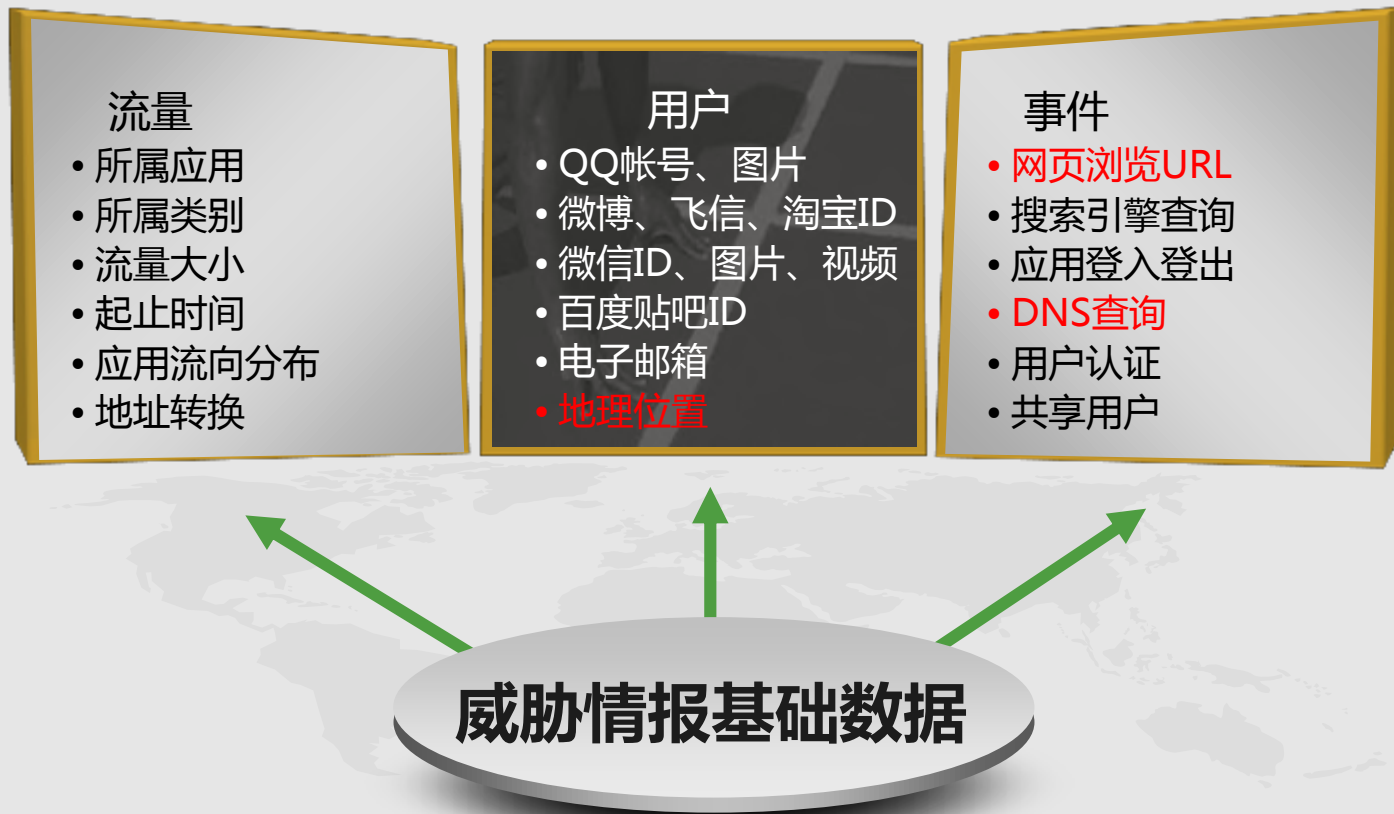 流量
• 所属应用
• 所属类别
• 流量大小
• 起止时间
• 应用流向分布
• 地址转换
用户
• QQ帐号、图片
• 微博、飞信、淘宝ID
• 微信ID、图片、视频
• 百度贴吧ID
• 电子邮箱
• 地理位置
事件
• 网页浏览URL
• 搜索引擎查询
• 应用登入登出
• DNS查询
• 用户认证
• 共享用户
威胁情报基础数据